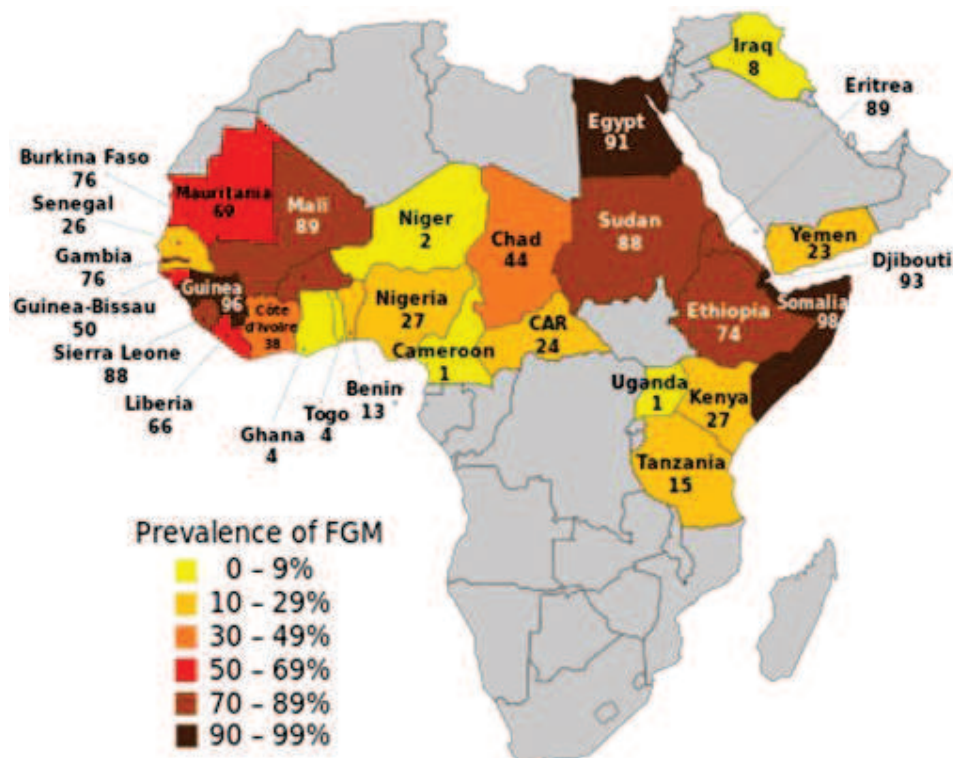 Iraq
8
Eritrea
89
Egypt
91
Burkina Faso
76
Mauritania
69
Mali
89
Senegal
26
Niger
2
Chad
44
Sudan
88
Yemen
23
Gambia
76
Djibouti
93
Guinea
96
Guinea-Bissau
50
Côte
d'Ivoire
38
Nigeria
27
CAR
24
Ethiopia
74
Somalia
98
Sierra Leone
88
Cameroon
1
Benin
13
Uganda
1
Kenya
27
Liberia
66
Togo
4
Ghana
4
Tanzania
15
Prevalence of FGM
0 – 9%
10 – 29%
30 – 49%
50 – 69%
70 – 89%
90 – 99%